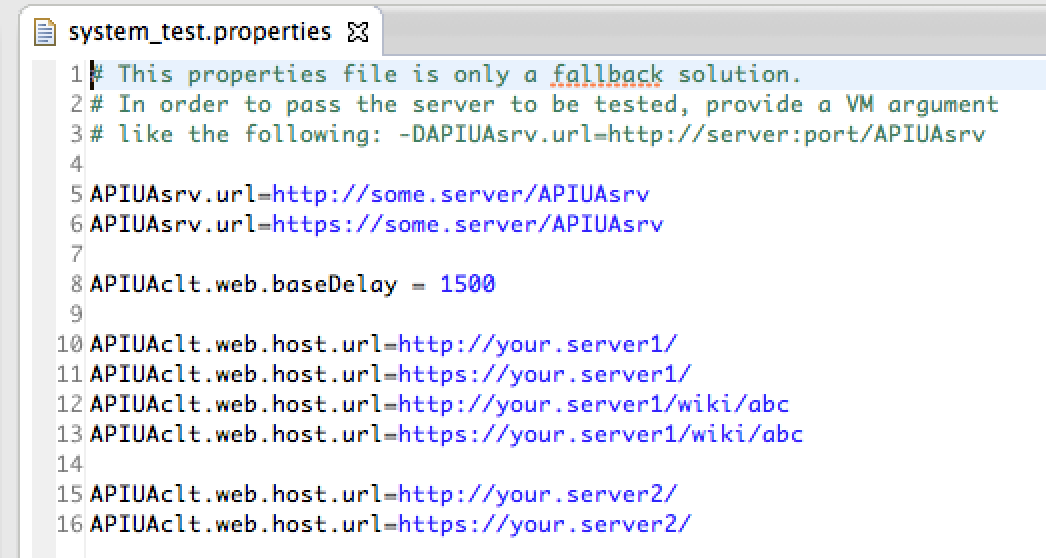 system_test.properties
1 # This properties file is only a fallback solution.
2 # In order to pass the server to be tested, provide a VM argument
3 # like the following: -DAPIUAsrv.url=http://server:port/APIUAsrv
4
5 APIUAsrv.url=http://some.server/APIUAsrv
6 APIUAsrv.url=https://some.server/APIUAsrv
7
8 APIUAclt.web.baseDelay = 1500
9
10 APIUAclt.web.host.url=http://your.server1/
11 APIUAclt.web.host.url=https://your.server1/
12 APIUAclt.web.host.url=http://your.server1/wiki/abc
13 APIUAclt.web.host.url=https://your.server1/wiki/abc
14
15 APIUAclt.web.host.url=http://your.server2/
16 APIUAclt.web.host.url=https://your.server2/